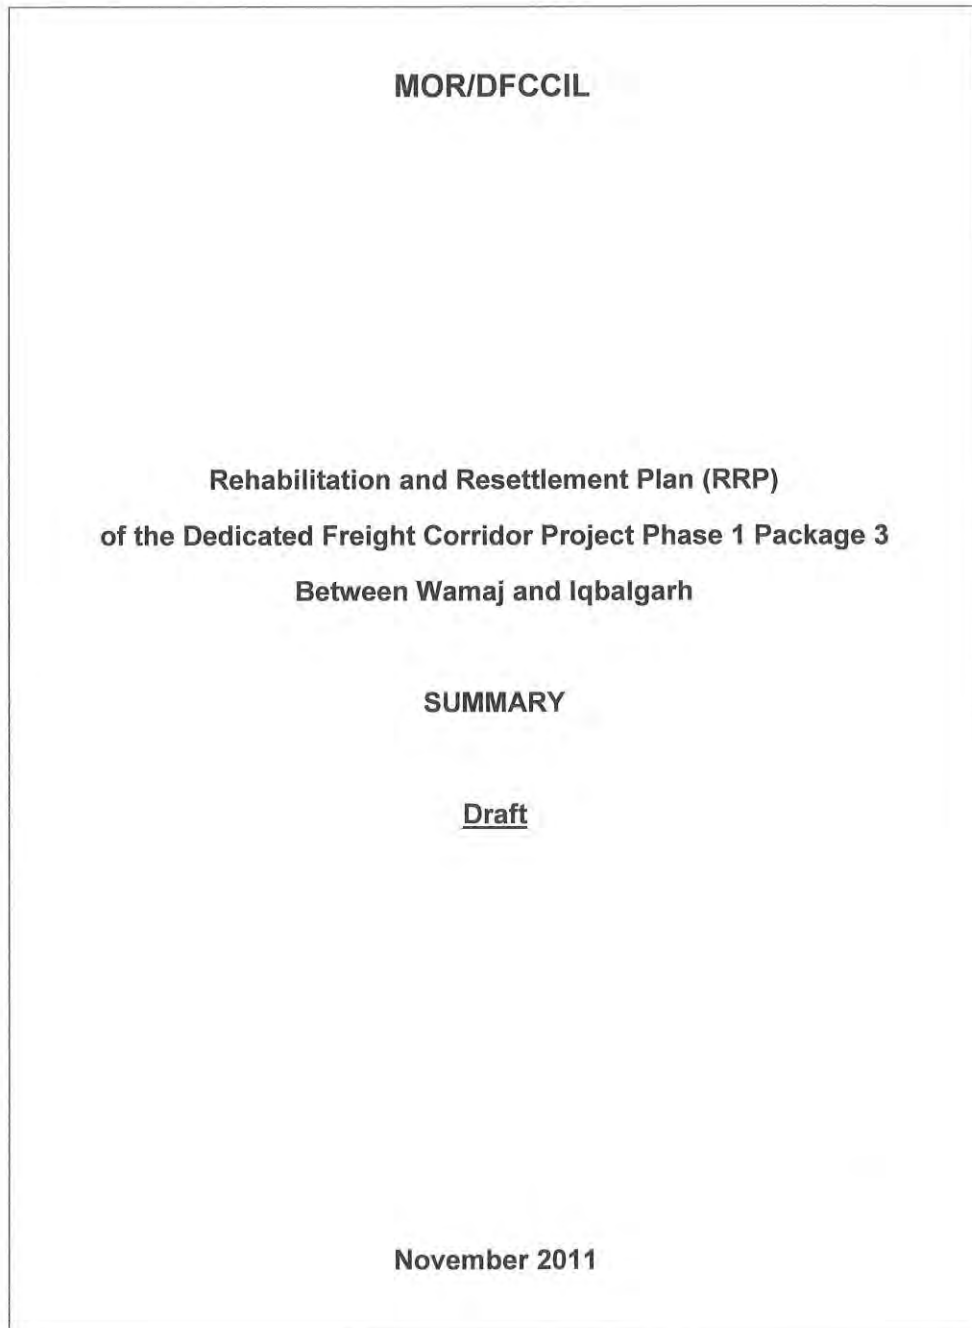 MOR/DFCCIL
Rehabilitation and Resettlement Plan (RRP)
of the Dedicated Freight Corridor Project Phase 1 Package 3
Between Wamaj and Iqbalgarh
SUMMARY
Draft
November 2011